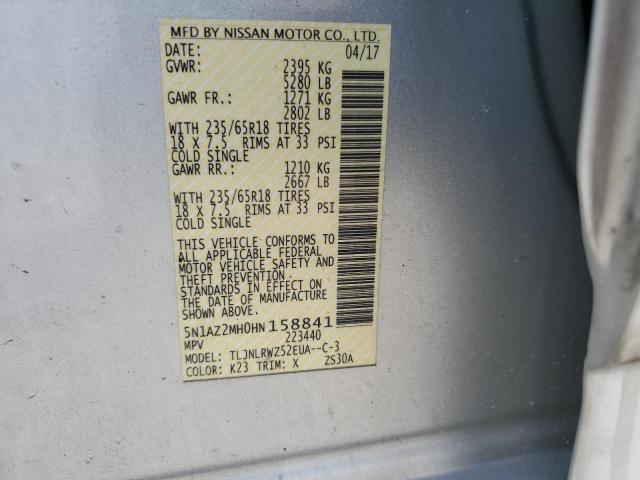 MFD BY NISSAN MOTOR CO., LTD.
DATE: 04/17
GVWR: 2395 KG
5280 LB
GAWR FR.: 1271 KG
2802 LB
WITH 235/65R18 TIRES
18 X 7.5 RIMS AT 33 PSI
COLD SINGLE
GAWR RR.: 1210 KG
2667 LB
WITH 235/65R18 TIRES
18 X 7.5 RIMS AT 33 PSI
COLD SINGLE
THIS VEHICLE CONFORMS TO
ALL APPLICABLE FEDERAL
MOTOR VEHICLE SAFETY AND
THEFT PREVENTION
STANDARDS IN EFFECT ON
THE DATE OF MANUFACTURE
SHOWN ABOVE.
5N1AZ2MH0HN158841
MPV 223440
MODEL: TLJNLRWZ52EUA--C-3
COLOR: K23 TRIM: X ZS30A